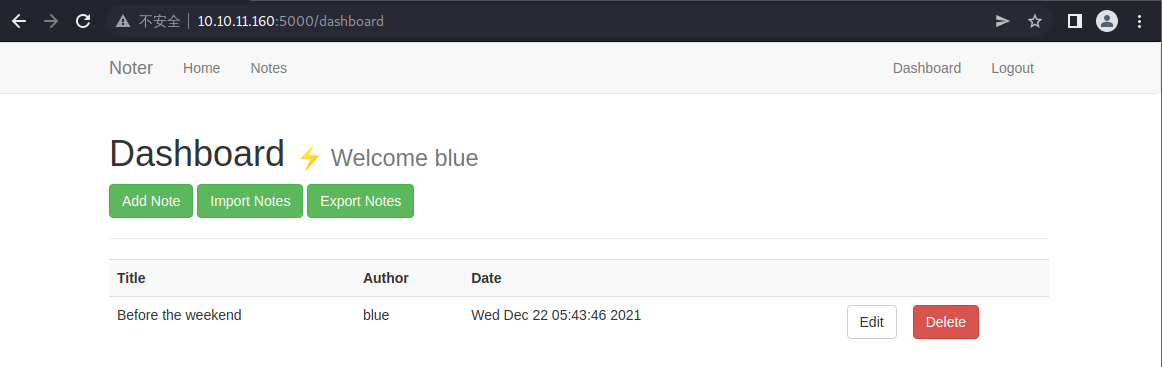 不安全 10.10.11.160:5000/dashboard
Noter Home Notes Dashboard Logout
Dashboard ⚡ Welcome blue
Add Note Import Notes Export Notes
Title Author Date
Before the weekend blue Wed Dec 22 05:43:46 2021 Edit Delete